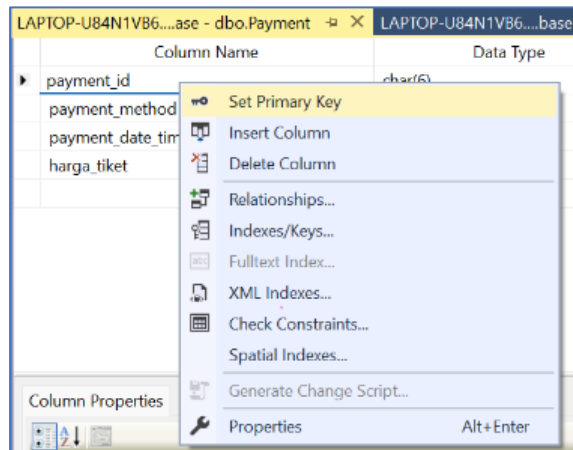 LAPTOP-U84N1VB6....ase - dbo.Payment
LAPTOP-U84N1VB6....base
Column Name
Data Type
payment_id
char(6)
payment_method
payment_date_tim
harga_tiket
Set Primary Key
Insert Column
Delete Column
Relationships...
Indexes/Keys...
abc
Fulltext Index...
XML Indexes...
Check Constraints...
Spatial Indexes...
Generate Change Script...
Properties Alt+Enter
Column Properties